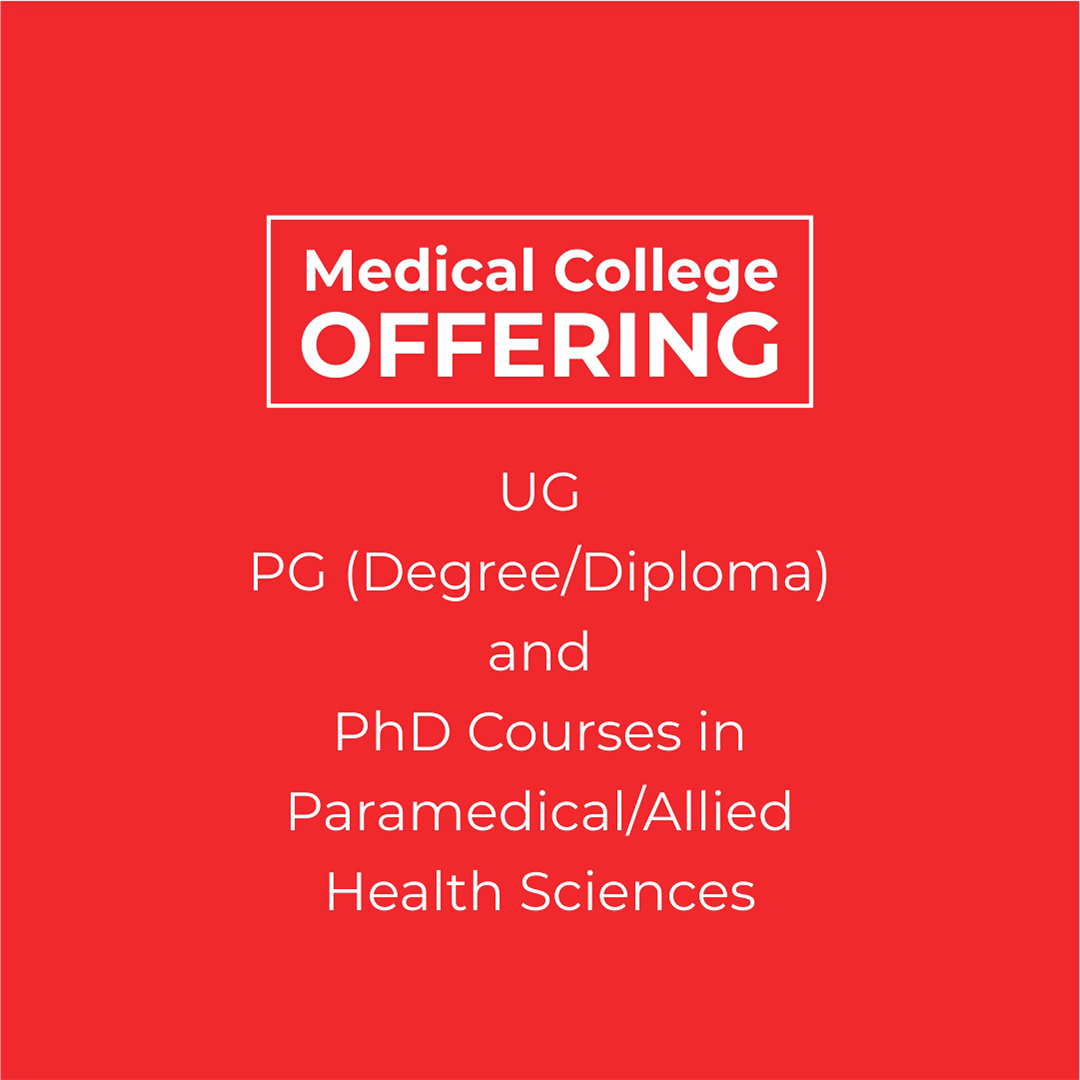 Medical College
OFFERING
UG
PG (Degree/Diploma)
and
PhD Courses in
Paramedical/Allied
Health Sciences